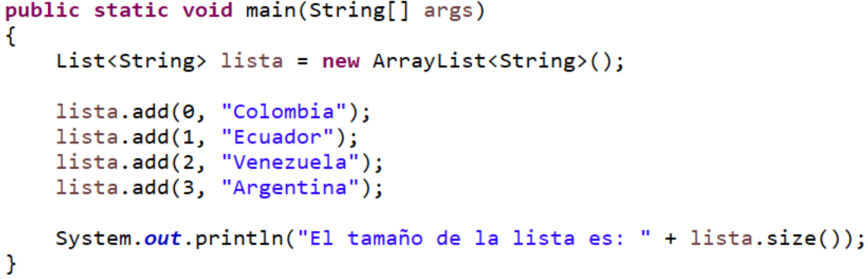 public static void main(String[] args)
{
    List<String> lista = new ArrayList<String>();
    lista.add(0, "Colombia");
    lista.add(1, "Ecuador");
    lista.add(2, "Venezuela");
    lista.add(3, "Argentina");
    System.out.println("El tamaño de la lista es: " + lista.size());
}